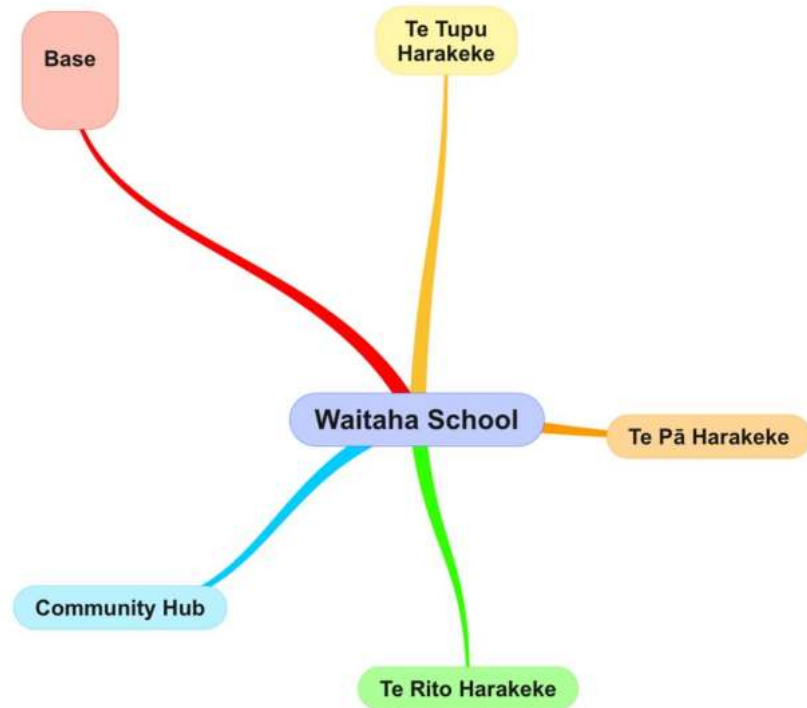 Base
Te Tupu
Harakeke
Waitaha School
Te Pā Harakeke
Community Hub
Te Rito Harakeke